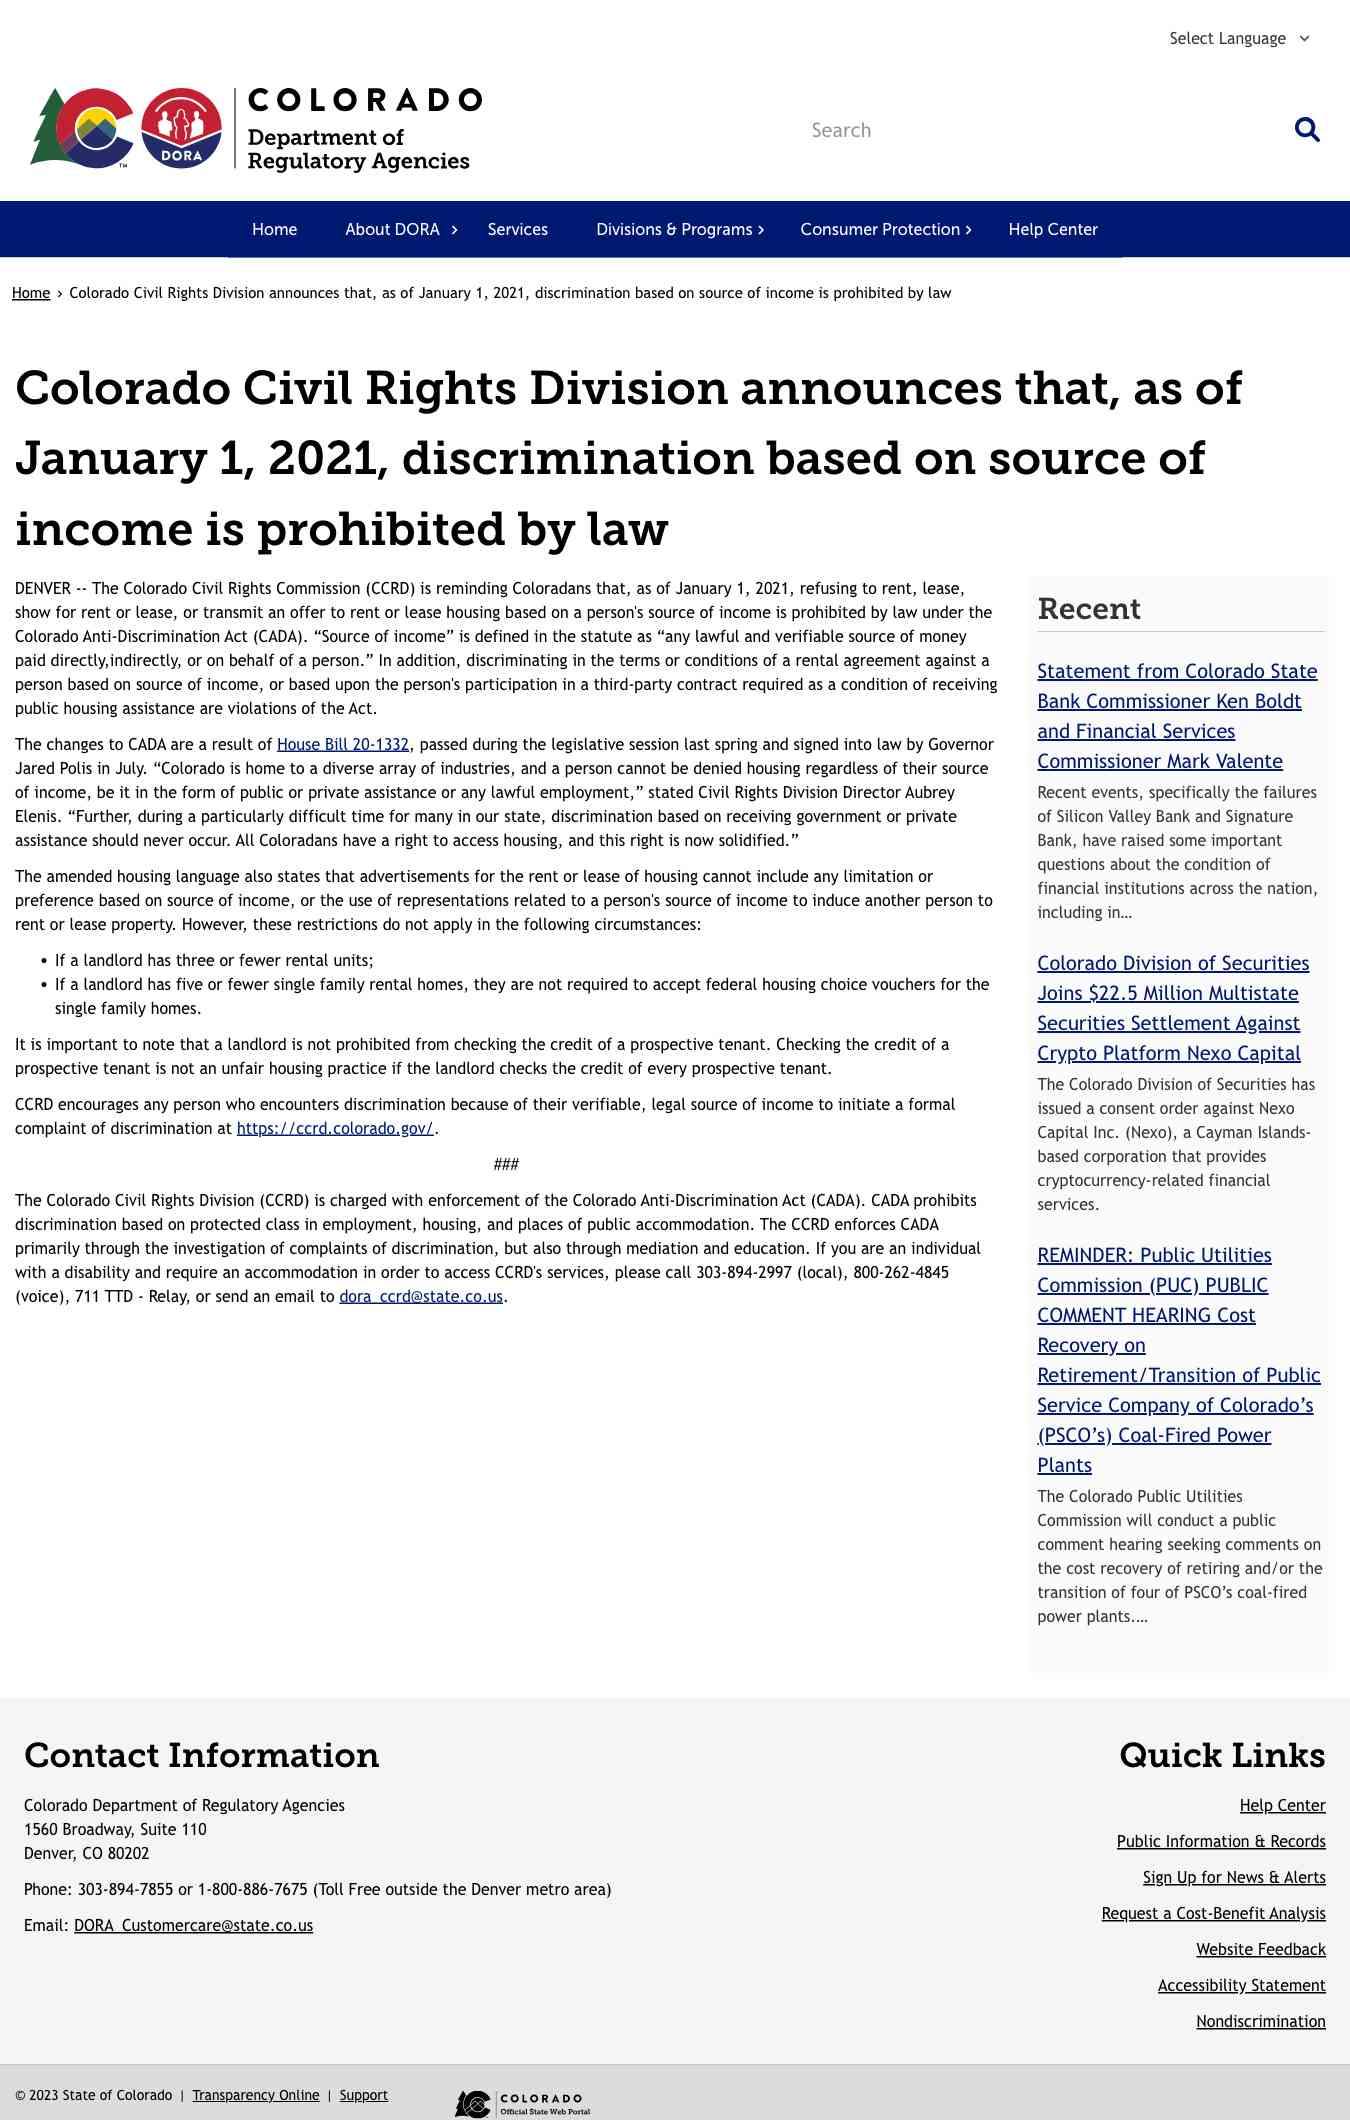 Select Language
COLORADO
Department of
Regulatory Agencies
DORA
TM
Search
Home About DORA Services Divisions & Programs Consumer Protection Help Center
Home › Colorado Civil Rights Division announces that, as of January 1, 2021, discrimination based on source of income is prohibited by law
Colorado Civil Rights Division announces that, as of
January 1, 2021, discrimination based on source of
income is prohibited by law
DENVER -- The Colorado Civil Rights Commission (CCRD) is reminding Coloradans that, as of January 1, 2021, refusing to rent, lease,
show for rent or lease, or transmit an offer to rent or lease housing based on a person's source of income is prohibited by law under the
Colorado Anti-Discrimination Act (CADA). “Source of income” is defined in the statute as “any lawful and verifiable source of money
paid directly,indirectly, or on behalf of a person.” In addition, discriminating in the terms or conditions of a rental agreement against a
person based on source of income, or based upon the person's participation in a third-party contract required as a condition of receiving
public housing assistance are violations of the Act.
The changes to CADA are a result of House Bill 20-1332, passed during the legislative session last spring and signed into law by Governor
Jared Polis in July. “Colorado is home to a diverse array of industries, and a person cannot be denied housing regardless of their source
of income, be it in the form of public or private assistance or any lawful employment,” stated Civil Rights Division Director Aubrey
Elenis. “Further, during a particularly difficult time for many in our state, discrimination based on receiving government or private
assistance should never occur. All Coloradans have a right to access housing, and this right is now solidified.”
The amended housing language also states that advertisements for the rent or lease of housing cannot include any limitation or
preference based on source of income, or the use of representations related to a person's source of income to induce another person to
rent or lease property. However, these restrictions do not apply in the following circumstances:
• If a landlord has three or fewer rental units;
• If a landlord has five or fewer single family rental homes, they are not required to accept federal housing choice vouchers for the
single family homes.
It is important to note that a landlord is not prohibited from checking the credit of a prospective tenant. Checking the credit of a
prospective tenant is not an unfair housing practice if the landlord checks the credit of every prospective tenant.
CCRD encourages any person who encounters discrimination because of their verifiable, legal source of income to initiate a formal
complaint of discrimination at https://ccrd.colorado.gov/.
###
The Colorado Civil Rights Division (CCRD) is charged with enforcement of the Colorado Anti-Discrimination Act (CADA). CADA prohibits
discrimination based on protected class in employment, housing, and places of public accommodation. The CCRD enforces CADA
primarily through the investigation of complaints of discrimination, but also through mediation and education. If you are an individual
with a disability and require an accommodation in order to access CCRD's services, please call 303-894-2997 (local), 800-262-4845
(voice), 711 TTD - Relay, or send an email to dora_ccrd@state.co.us.
Recent
Statement from Colorado State
Bank Commissioner Ken Boldt
and Financial Services
Commissioner Mark Valente
Recent events, specifically the failures
of Silicon Valley Bank and Signature
Bank, have raised some important
questions about the condition of
financial institutions across the nation,
including in…
Colorado Division of Securities
Joins $22.5 Million Multistate
Securities Settlement Against
Crypto Platform Nexo Capital
The Colorado Division of Securities has
issued a consent order against Nexo
Capital Inc. (Nexo), a Cayman Islands-
based corporation that provides
cryptocurrency-related financial
services.
REMINDER: Public Utilities
Commission (PUC) PUBLIC
COMMENT HEARING Cost
Recovery on
Retirement/Transition of Public
Service Company of Colorado’s
(PSCO’s) Coal-Fired Power
Plants
The Colorado Public Utilities
Commission will conduct a public
comment hearing seeking comments on
the cost recovery of retiring and/or the
transition of four of PSCO’s coal-fired
power plants.…
Contact Information
Colorado Department of Regulatory Agencies
1560 Broadway, Suite 110
Denver, CO 80202
Phone: 303-894-7855 or 1-800-886-7675 (Toll Free outside the Denver metro area)
Email: DORA_Customercare@state.co.us
Quick Links
Help Center
Public Information & Records
Sign Up for News & Alerts
Request a Cost-Benefit Analysis
Website Feedback
Accessibility Statement
Nondiscrimination
© 2023 State of Colorado | Transparency Online | Support
COLORADO
Official State Web Portal